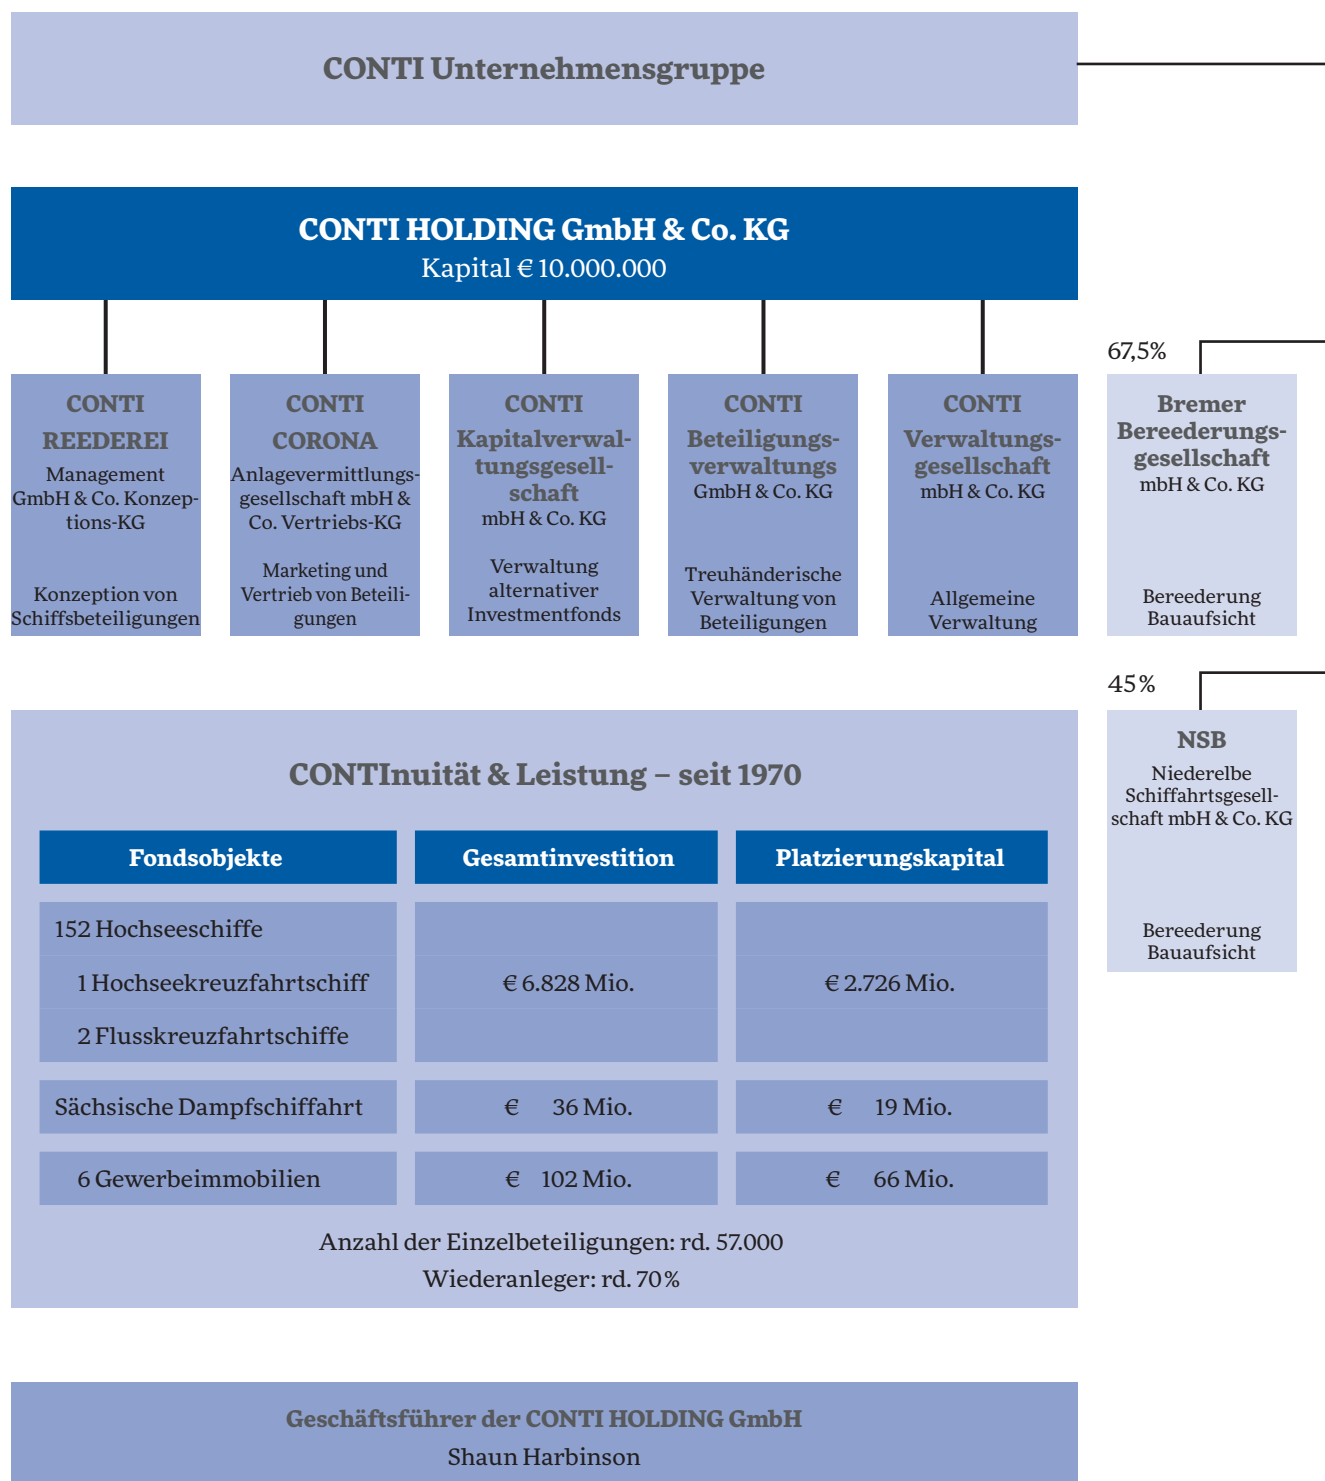 CONTI Unternehmensgruppe
CONTI HOLDING GmbH & Co. KG
Kapital € 10.000.000
CONTI
REEDEREI
Management
GmbH & Co. Konzep-
tions-KG
Konzeption von
Schiffsbeteiligungen
CONTI
CORONA
Anlagevermittlungs-
gesellschaft mbH &
Co. Vertriebs-KG
Marketing und
Vertrieb von Beteili-
gungen
CONTI
Kapitalverwal-
tungsgesell-
schaft
mbH & Co. KG
Verwaltung
alternativer
Investmentfonds
CONTI
Beteiligungs-
verwaltungs
GmbH & Co. KG
Treuhänderische
Verwaltung von
Beteiligungen
CONTI
Verwaltungs-
gesellschaft
mbH & Co. KG
Allgemeine
Verwaltung
67,5%
Bremer
Bereederungs-
gesellschaft
mbH & Co. KG
Bereederung
Bauaufsicht
45%
NSB
Niederelbe
Schiffahrtsgesell-
schaft mbH & Co. KG
Bereederung
Bauaufsicht
CONTInuität & Leistung – seit 1970
Fondsobjekte Gesamtinvestition Platzierungskapital
152 Hochseeschiffe
1 Hochseekreuzfahrtschiff € 6.828 Mio. € 2.726 Mio.
2 Flusskreuzfahrtschiffe
Sächsische Dampfschiffahrt € 36 Mio. € 19 Mio.
6 Gewerbeimmobilien € 102 Mio. € 66 Mio.
Anzahl der Einzelbeteiligungen: rd. 57.000
Wiederanleger: rd. 70%
Geschäftsführer der CONTI HOLDING GmbH
Shaun Harbinson